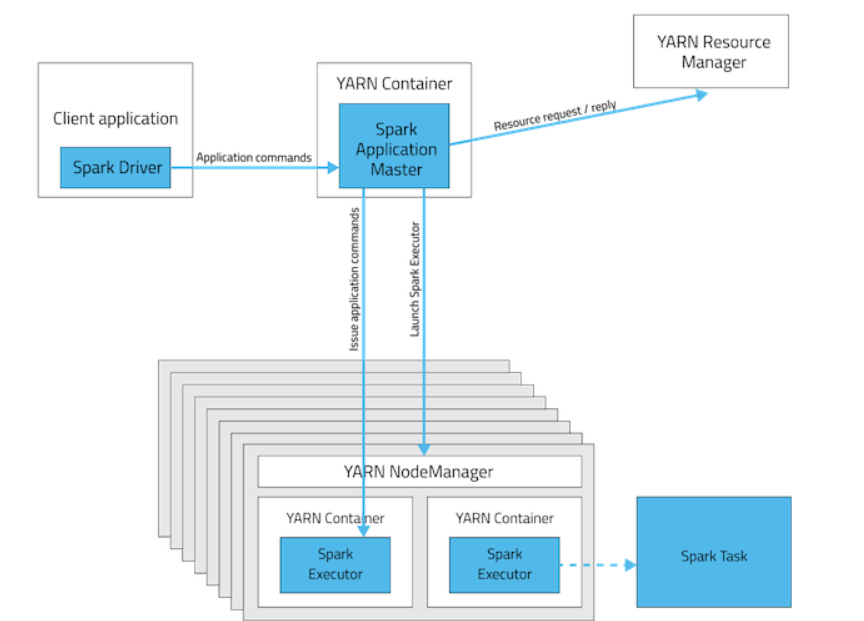 YARN Resource
Manager
YARN Container
Client application
Spark
Application
Master
Spark Driver
Application commands
Resource request / reply
Issue application commands
Launch Spark Executor
YARN NodeManager
YARN Container
YARN Container
Spark
Executor
Spark
Executor
Spark Task